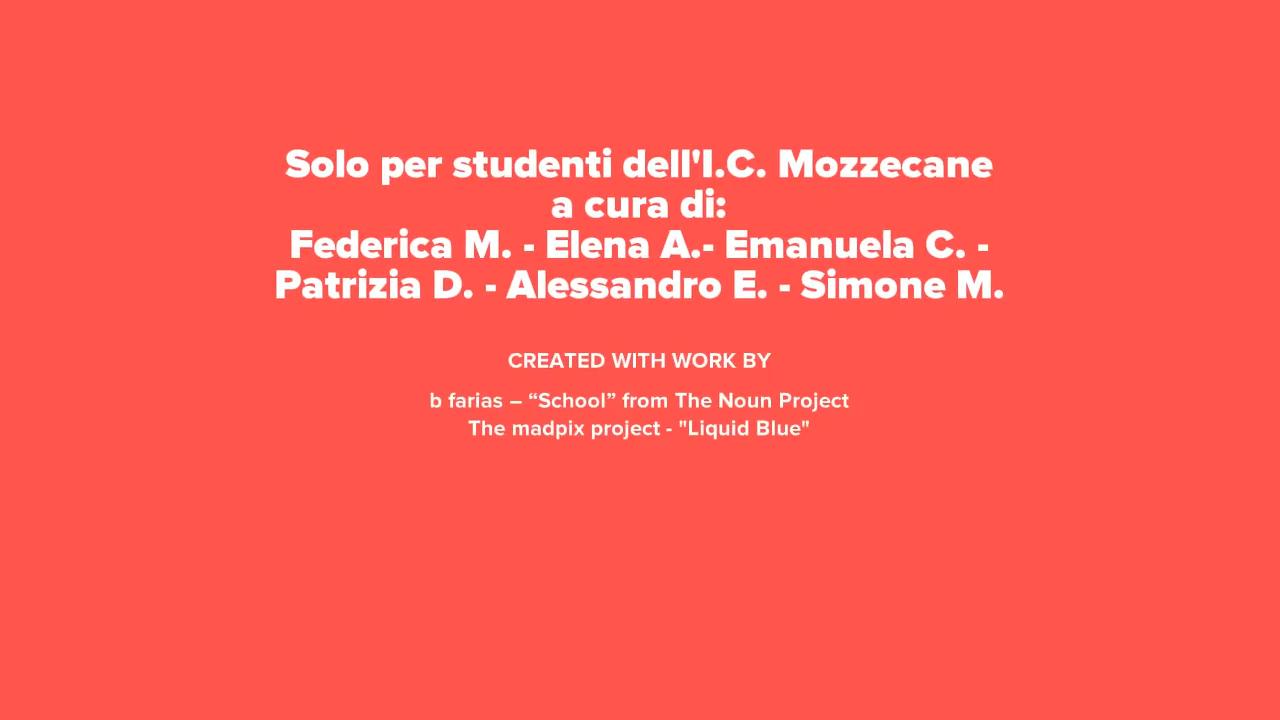 Solo per studenti dell'I.C. Mozzecane
a cura di:
Federica M. - Elena A.- Emanuela C. -
Patrizia D. - Alessandro E. - Simone M.
CREATED WITH WORK BY
b farias – “School” from The Noun Project
The madpix project - "Liquid Blue"